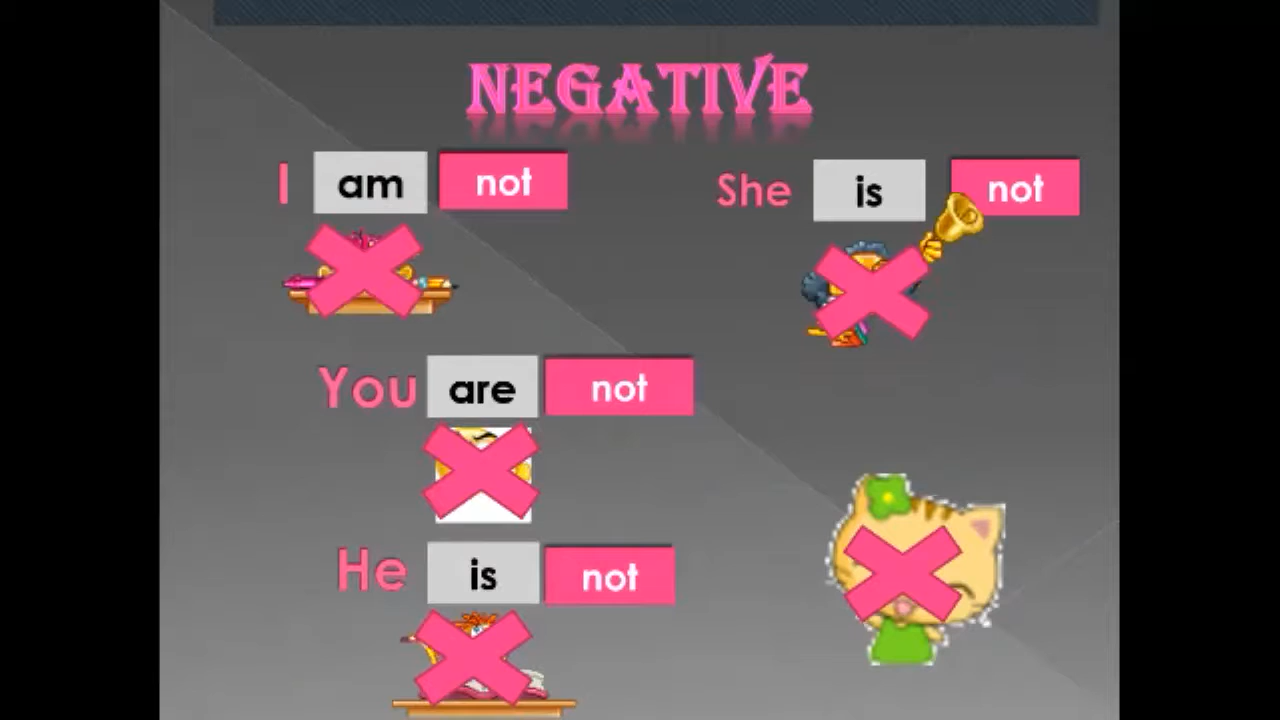 NEGATIVE
I am not
She is not
You are not
He is not